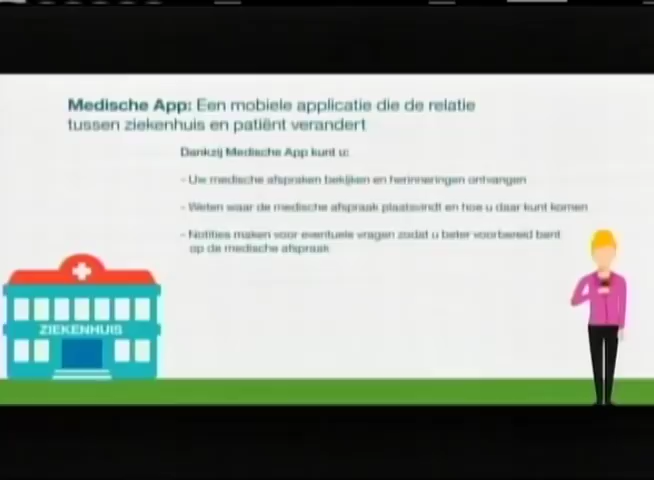 Medische App: Een mobiele applicatie die de relatie
tussen ziekenhuis en patiënt verandert
Dankzij Medische App kunt u:
- Uw medische afspraken bekijken en herinneringen ontvangen
- Weten waar de medische afspraak plaatsvindt en hoe u daar kunt komen
- Notities maken voor eventuele vragen zodat u beter voorbereid bent
op de medische afspraak
ZIEKENHUIS